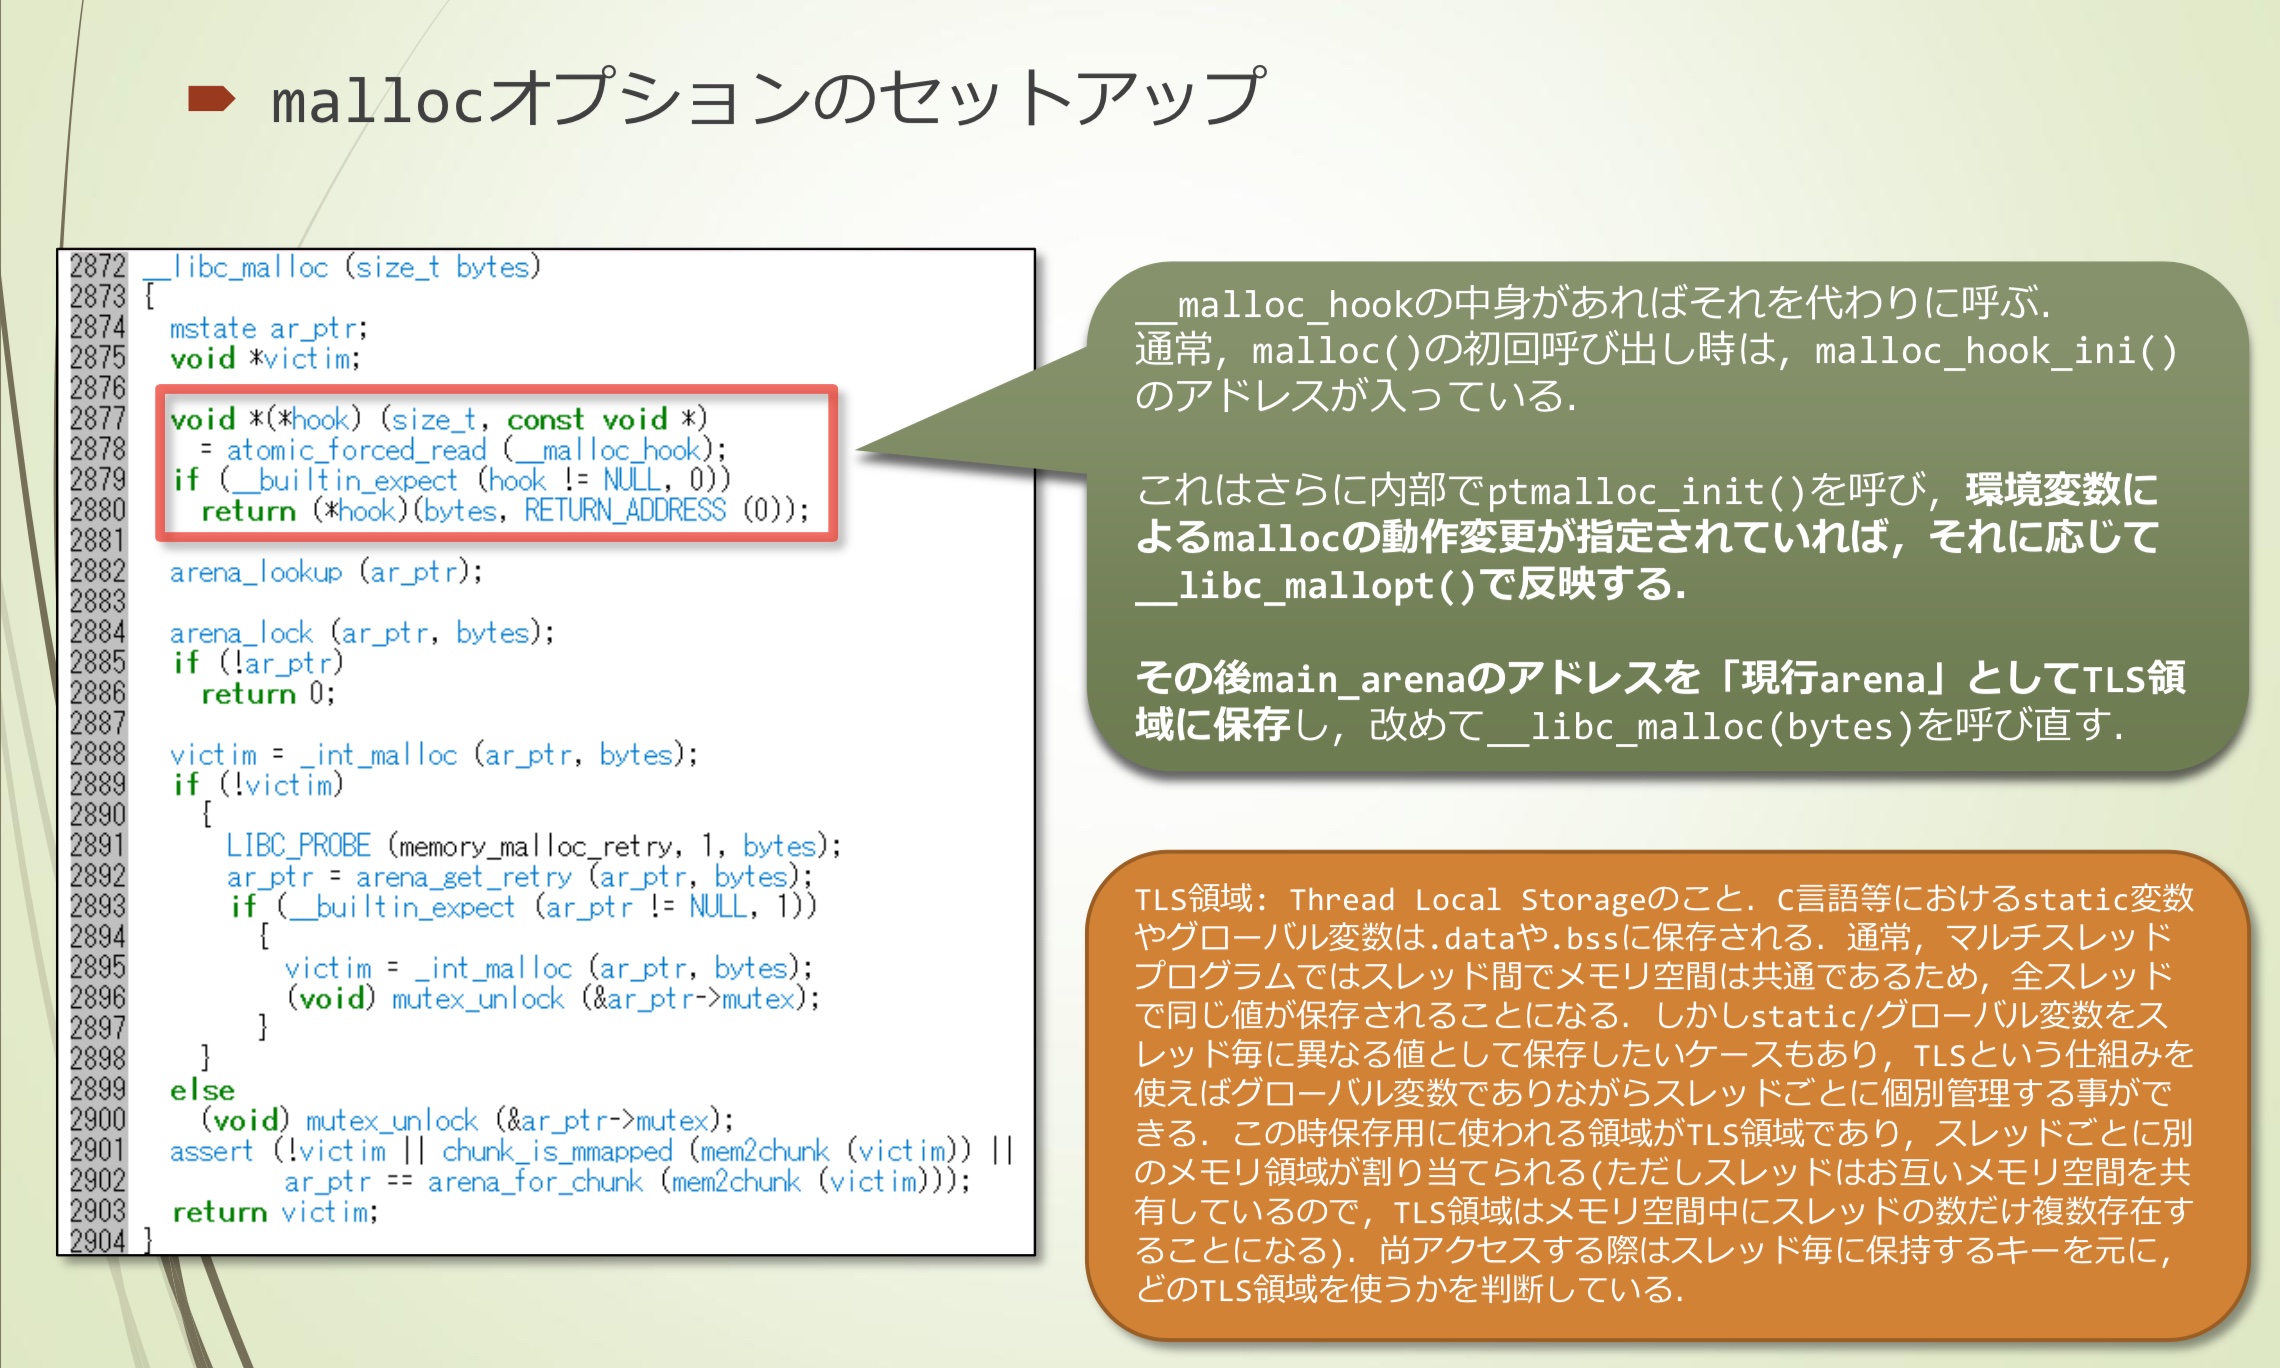 mallocオプションのセットアップ
2872 __libc_malloc (size_t bytes)
2873 {
2874   mstate ar_ptr;
2875   void *victim;
2876
2877   void *(*hook) (size_t, const void *)
2878     = atomic_forced_read (__malloc_hook);
2879   if (__builtin_expect (hook != NULL, 0))
2880     return (*hook)(bytes, RETURN_ADDRESS (0));
2881
2882   arena_lookup (ar_ptr);
2883
2884   arena_lock (ar_ptr, bytes);
2885   if (!ar_ptr)
2886     return 0;
2887
2888   victim = _int_malloc (ar_ptr, bytes);
2889   if (!victim)
2890     {
2891       LIBC_PROBE (memory_malloc_retry, 1, bytes);
2892       ar_ptr = arena_get_retry (ar_ptr, bytes);
2893       if (__builtin_expect (ar_ptr != NULL, 1))
2894         {
2895           victim = _int_malloc (ar_ptr, bytes);
2896           (void) mutex_unlock (&ar_ptr->mutex);
2897         }
2898     }
2899   else
2900     (void) mutex_unlock (&ar_ptr->mutex);
2901   assert (!victim || chunk_is_mmapped (mem2chunk (victim)) ||
2902           ar_ptr == arena_for_chunk (mem2chunk (victim)));
2903   return victim;
2904 }
__malloc_hookの中身があればそれを代わりに呼ぶ．
通常，malloc()の初回呼び出し時は，malloc_hook_ini()
のアドレスが入っている．
これはさらに内部でptmalloc_init()を呼び，環境変数に
よるmallocの動作変更が指定されていれば，それに応じて
__libc_mallopt()で反映する．
その後main_arenaのアドレスを「現行arena」としてTLS領
域に保存し，改めて__libc_malloc(bytes)を呼び直す．
TLS領域: Thread Local Storageのこと．C言語等におけるstatic変数
やグローバル変数は.dataや.bssに保存される．通常，マルチスレッド
プログラムではスレッド間でメモリ空間は共通であるため，全スレッド
で同じ値が保存されることになる．しかしstatic/グローバル変数をス
レッド毎に異なる値として保存したいケースもあり，TLSという仕組みを
使えばグローバル変数でありながらスレッドごとに個別管理する事がで
きる．この時保存用に使われる領域がTLS領域であり，スレッドごとに別
のメモリ領域が割り当てられる(ただしスレッドはお互いメモリ空間を共
有しているので，TLS領域はメモリ空間中にスレッドの数だけ複数存在す
ることになる)．尚アクセスする際はスレッド毎に保持するキーを元に，
どのTLS領域を使うかを判断している．